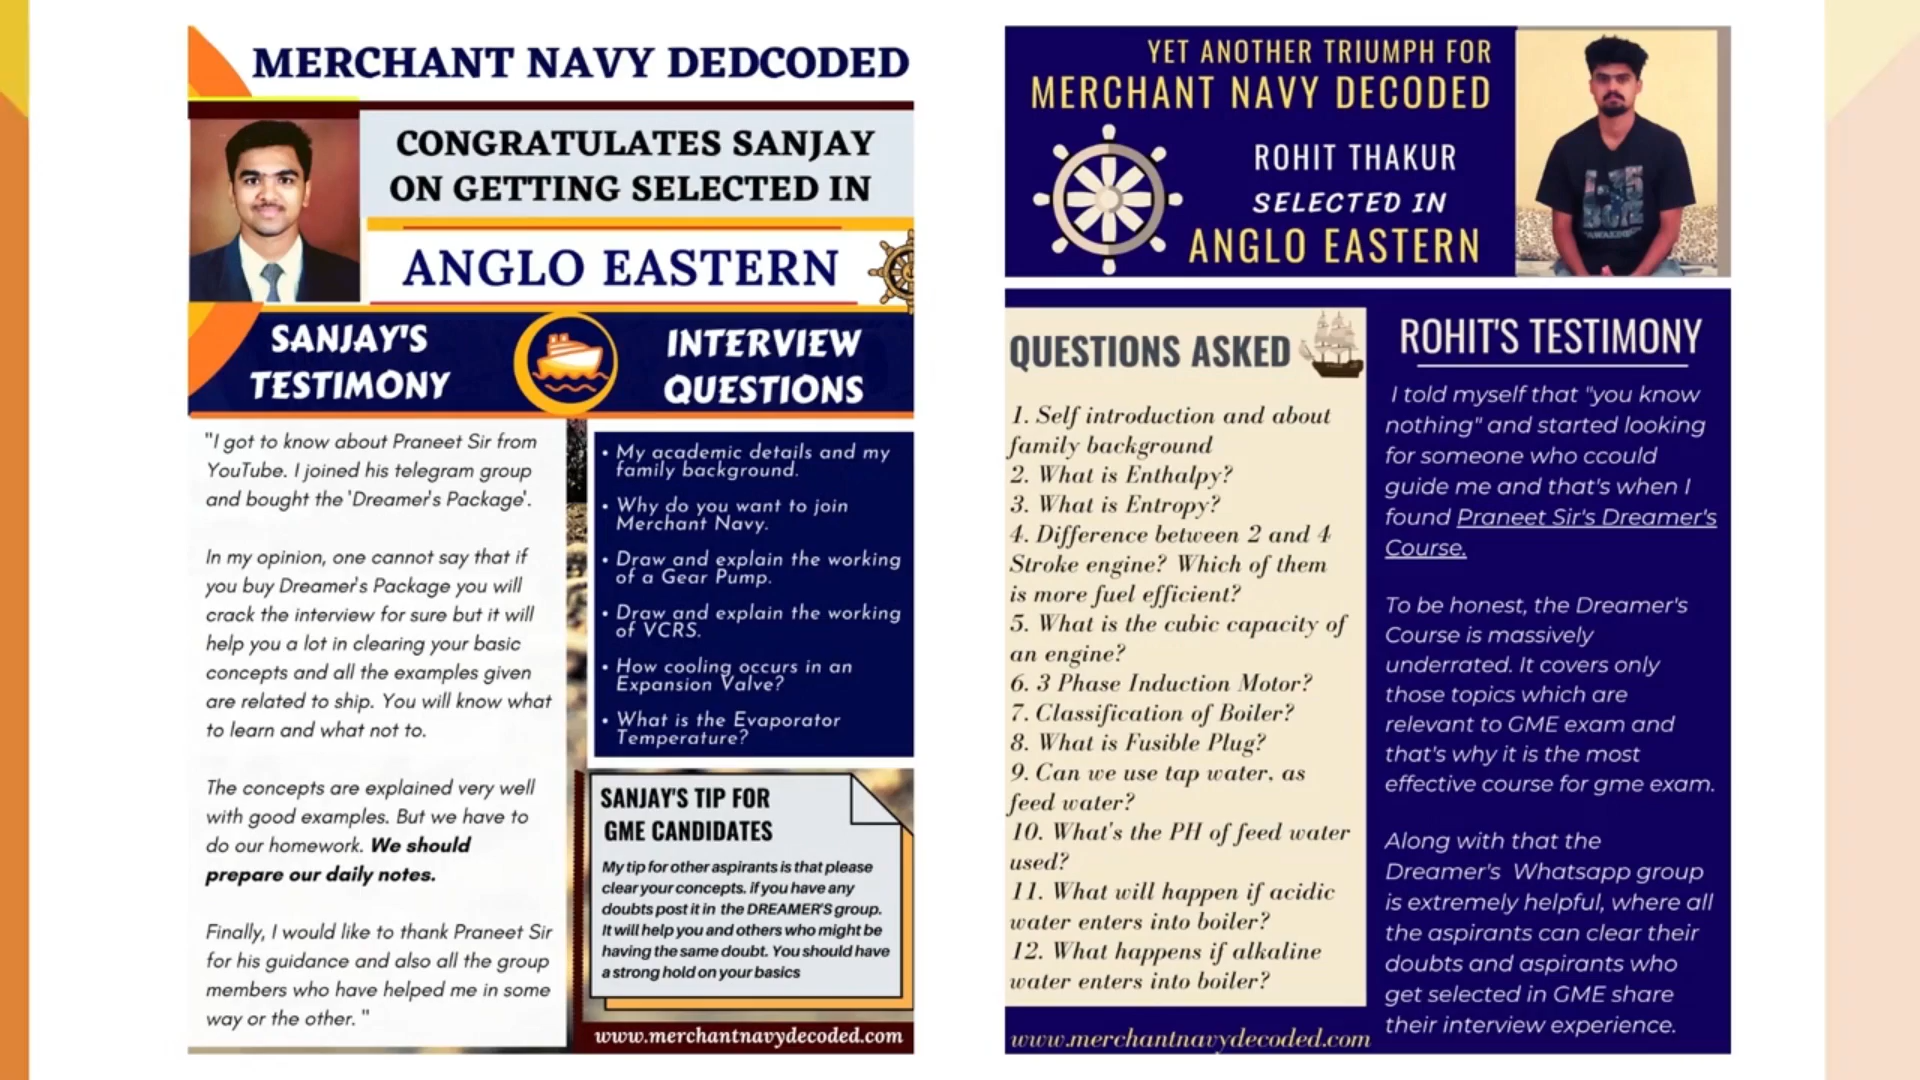 MERCHANT NAVY DEDCODED
CONGRATULATES SANJAY
ON GETTING SELECTED IN
ANGLO EASTERN
SANJAY'S
TESTIMONY
INTERVIEW
QUESTIONS
"I got to know about Praneet Sir from
YouTube. I joined his telegram group
and bought the 'Dreamer's Package'.
In my opinion, one cannot say that if
you buy Dreamer's Package you will
crack the interview for sure but it will
help you a lot in clearing your basic
concepts and all the examples given
are related to ship. You will know what
to learn and what not to.
The concepts are explained very well
with good examples. But we have to
do our homework. We should
prepare our daily notes.
Finally, I would like to thank Praneet Sir
for his guidance and also all the group
members who have helped me in some
way or the other. "
• My academic details and my
family background.
• Why do you want to join
Merchant Navy.
• Draw and explain the working
of a Gear Pump.
• Draw and explain the working
of VCRS.
• How cooling occurs in an
Expansion Valve?
• What is the Evaporator
Temperature?
SANJAY'S TIP FOR
GME CANDIDATES
My tip for other aspirants is that please
clear your concepts. if you have any
doubts post it in the DREAMER'S group.
It will help you and others who might be
having the same doubt. You should have
a strong hold on your basics
www.merchantnavydecoded.com
YET ANOTHER TRIUMPH FOR
MERCHANT NAVY DECODED
ROHIT THAKUR
SELECTED IN
ANGLO EASTERN
QUESTIONS ASKED
1. Self introduction and about
family background
2. What is Enthalpy?
3. What is Entropy?
4. Difference between 2 and 4
Stroke engine? Which of them
is more fuel efficient?
5. What is the cubic capacity of
an engine?
6. 3 Phase Induction Motor?
7. Classification of Boiler?
8. What is Fusible Plug?
9. Can we use tap water, as
feed water?
10. What's the PH of feed water
used?
11. What will happen if acidic
water enters into boiler?
12. What happens if alkaline
water enters into boiler?
www.merchantnavydecoded.com
ROHIT'S TESTIMONY
I told myself that "you know
nothing" and started looking
for someone who ccould
guide me and that's when I
found Praneet Sir's Dreamer's
Course.
To be honest, the Dreamer's
Course is massively
underrated. It covers only
those topics which are
relevant to GME exam and
that's why it is the most
effective course for gme exam.
Along with that the
Dreamer's Whatsapp group
is extremely helpful, where all
the aspirants can clear their
doubts and aspirants who
get selected in GME share
their interview experience.